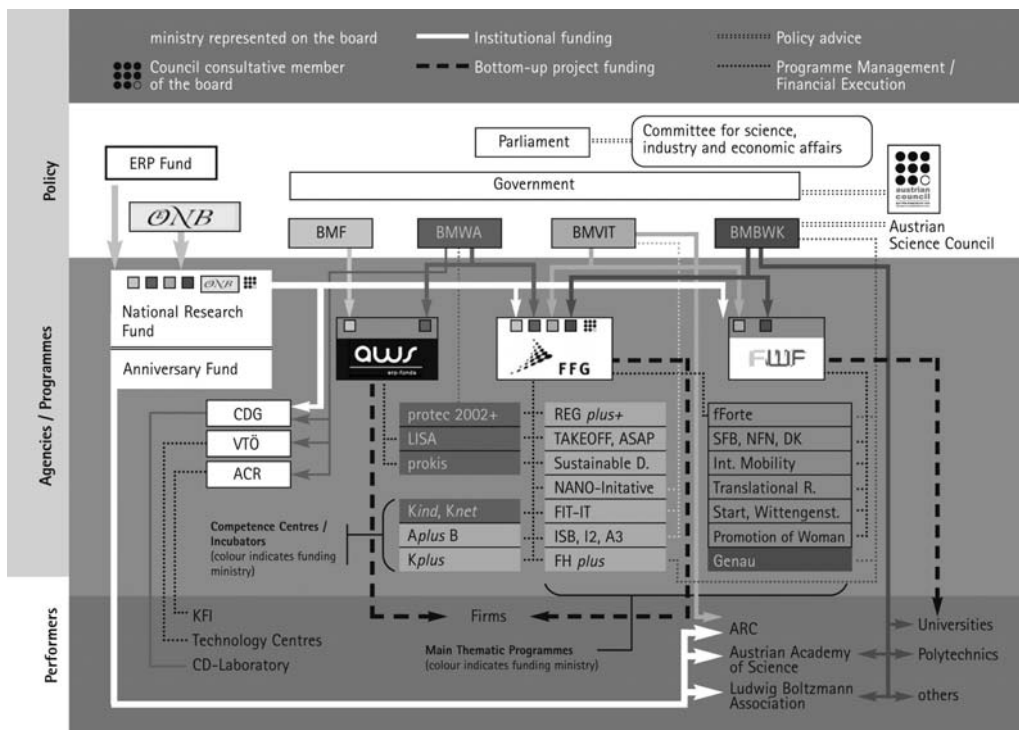 ministry represented on the board
Council consultative member
of the board
Institutional funding
Bottom-up project funding
Policy advice
Programme Management /
Financial Execution
Policy
Agencies / Programmes
Performers
Parliament
Committee for science,
industry and economic affairs
ERP Fund
Government
ONB
austrian
council
BMF
BMWA
BMVIT
BMBWK
Austrian
Science Council
ONB
National Research
Fund
Anniversary Fund
aws
erp-fonds
FFG
FWF
CDG
VTÖ
ACR
protec 2002+
LISA
prokis
Kind, Knet
Aplus B
Kplus
REG plus+
TAKEOFF, ASAP
Sustainable D.
NANO-Initative
FIT-IT
ISB, I2, A3
FH plus
fForte
SFB, NFN, DK
Int. Mobility
Translational R.
Start, Wittengenst.
Promotion of Woman
Genau
Competence Centres /
Incubators
(colour indicates funding
ministry)
KFI
Technology Centres
CD-Laboratory
Firms
Main Thematic Programmes
(colour indicates funding ministry)
ARC
Austrian Academy
of Science
Ludwig Boltzmann
Association
Universities
Polytechnics
others